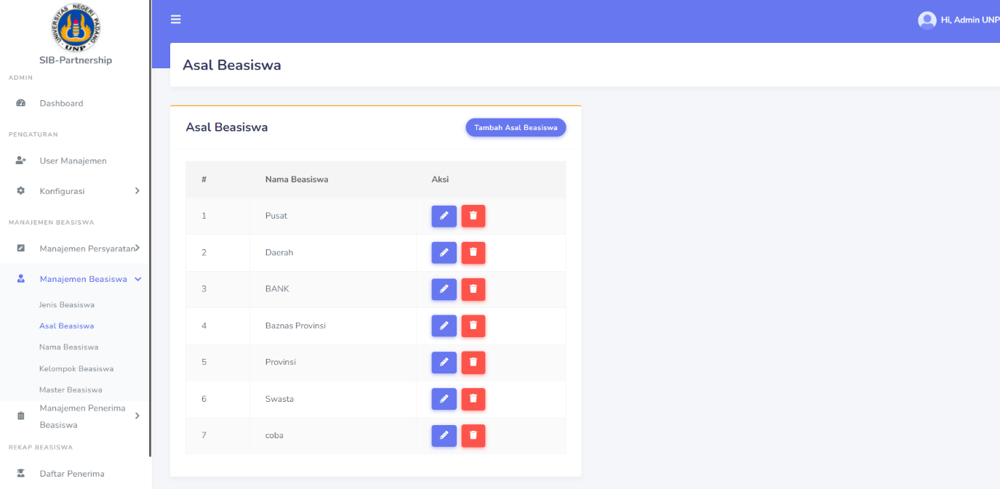 UNIVERSITAS NEGERI PADANG
UNP
SIB-Partnership
ADMIN
Dashboard
PENGATURAN
User Manajemen
Konfigurasi
MANAJEMEN BEASISWA
Manajemen Persyaratan
Manajemen Beasiswa
Jenis Beasiswa
Asal Beasiswa
Nama Beasiswa
Kelompok Beasiswa
Master Beasiswa
Manajemen Penerima
Beasiswa
REKAP BEASISWA
Daftar Penerima
Hi, Admin UNP
Asal Beasiswa
Asal Beasiswa
Tambah Asal Beasiswa
# Nama Beasiswa Aksi
1 Pusat
2 Daerah
3 BANK
4 Baznas Provinsi
5 Provinsi
6 Swasta
7 coba